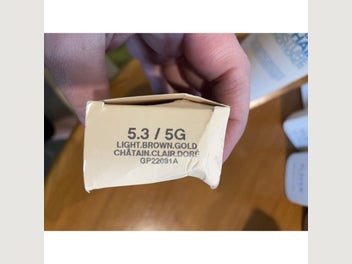 5.3 / 5G
LIGHT.BROWN.GOLD
CHÂTAIN.CLAIR.DORÉ
GP22091A